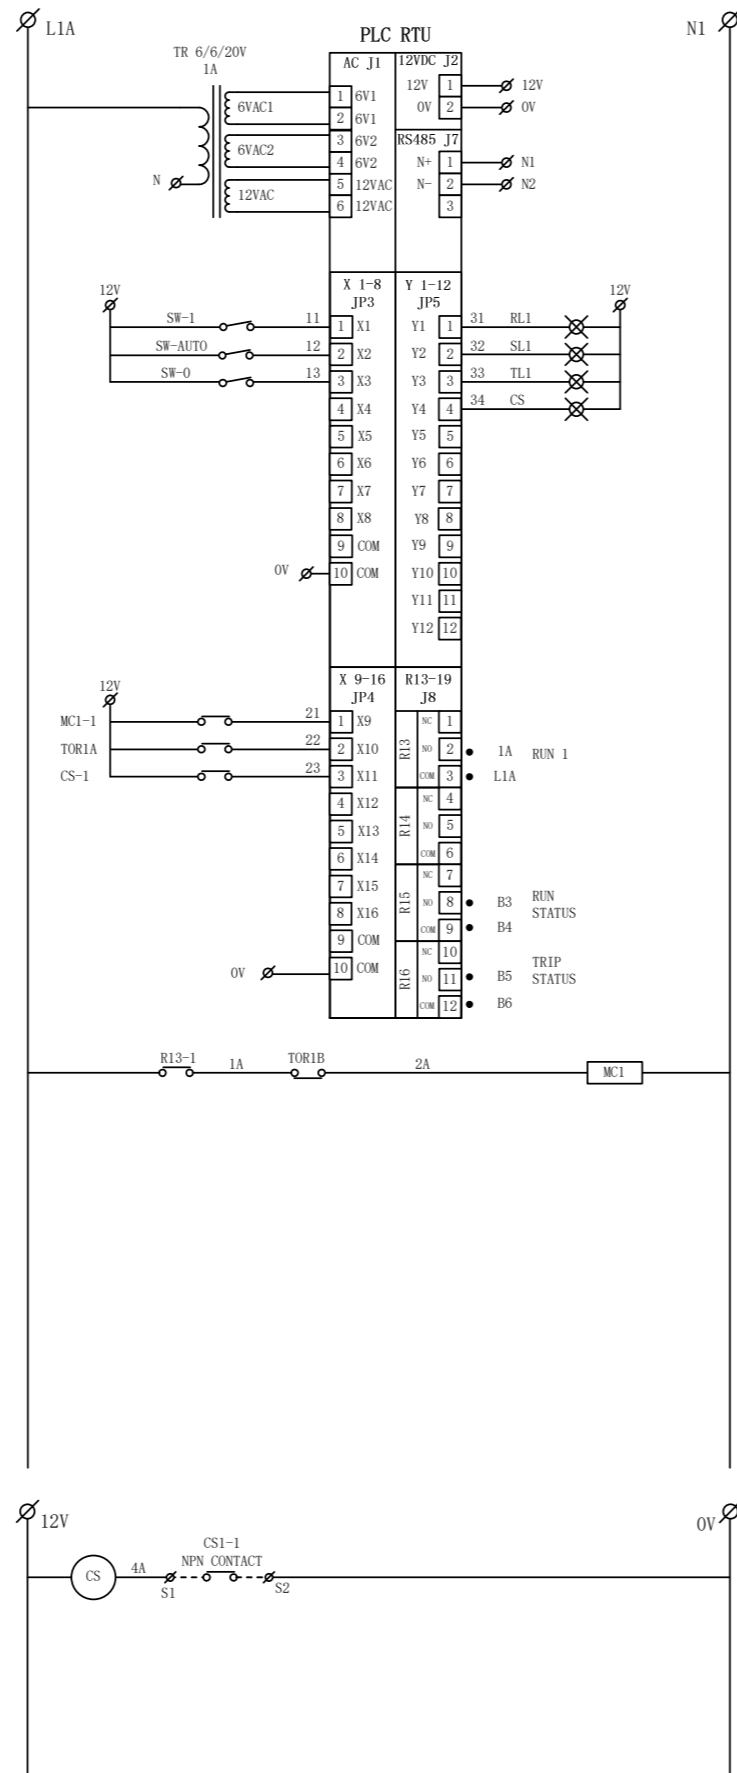 L1A
N1
PLC RTU
TR 6/6/20V
1A
AC J1
12VDC J2
6VAC1
1 6V1
2 6V1
12V 1 12V
0V 2 0V
6VAC2
3 6V2
4 6V2
RS485 J7
N+ 1 N1
N
12VAC
5 12VAC
6 12VAC
N- 2 N2
3
X 1-8
JP3
Y 1-12
JP5
12V
12V
SW-1 11 1 X1
Y1 1 31 RL1
SW-AUTO 12 2 X2
Y2 2 32 SL1
SW-0 13 3 X3
Y3 3 33 TL1
4 X4
Y4 4 34 CS
5 X5
Y5 5
6 X6
Y6 6
7 X7
Y7 7
8 X8
Y8 8
9 COM
Y9 9
0V 10 COM
Y10 10
Y11 11
Y12 12
X 9-16
JP4
R13-19
J8
12V
MC1-1 21 1 X9
TOR1A 22 2 X10
CS-1 23 3 X11
4 X12
5 X13
6 X14
7 X15
8 X16
9 COM
0V 10 COM
R13
NC 1
NO 2 1A RUN 1
COM 3 L1A
R14
NC 4
NO 5
COM 6
R15
NC 7
NO 8 B3 RUN
STATUS
COM 9 B4
R16
NC 10
NO 11 B5 TRIP
STATUS
COM 12 B6
R13-1 1A TOR1B 2A MC1
12V
0V
CS1-1
NPN CONTACT
CS 4A S1 S2